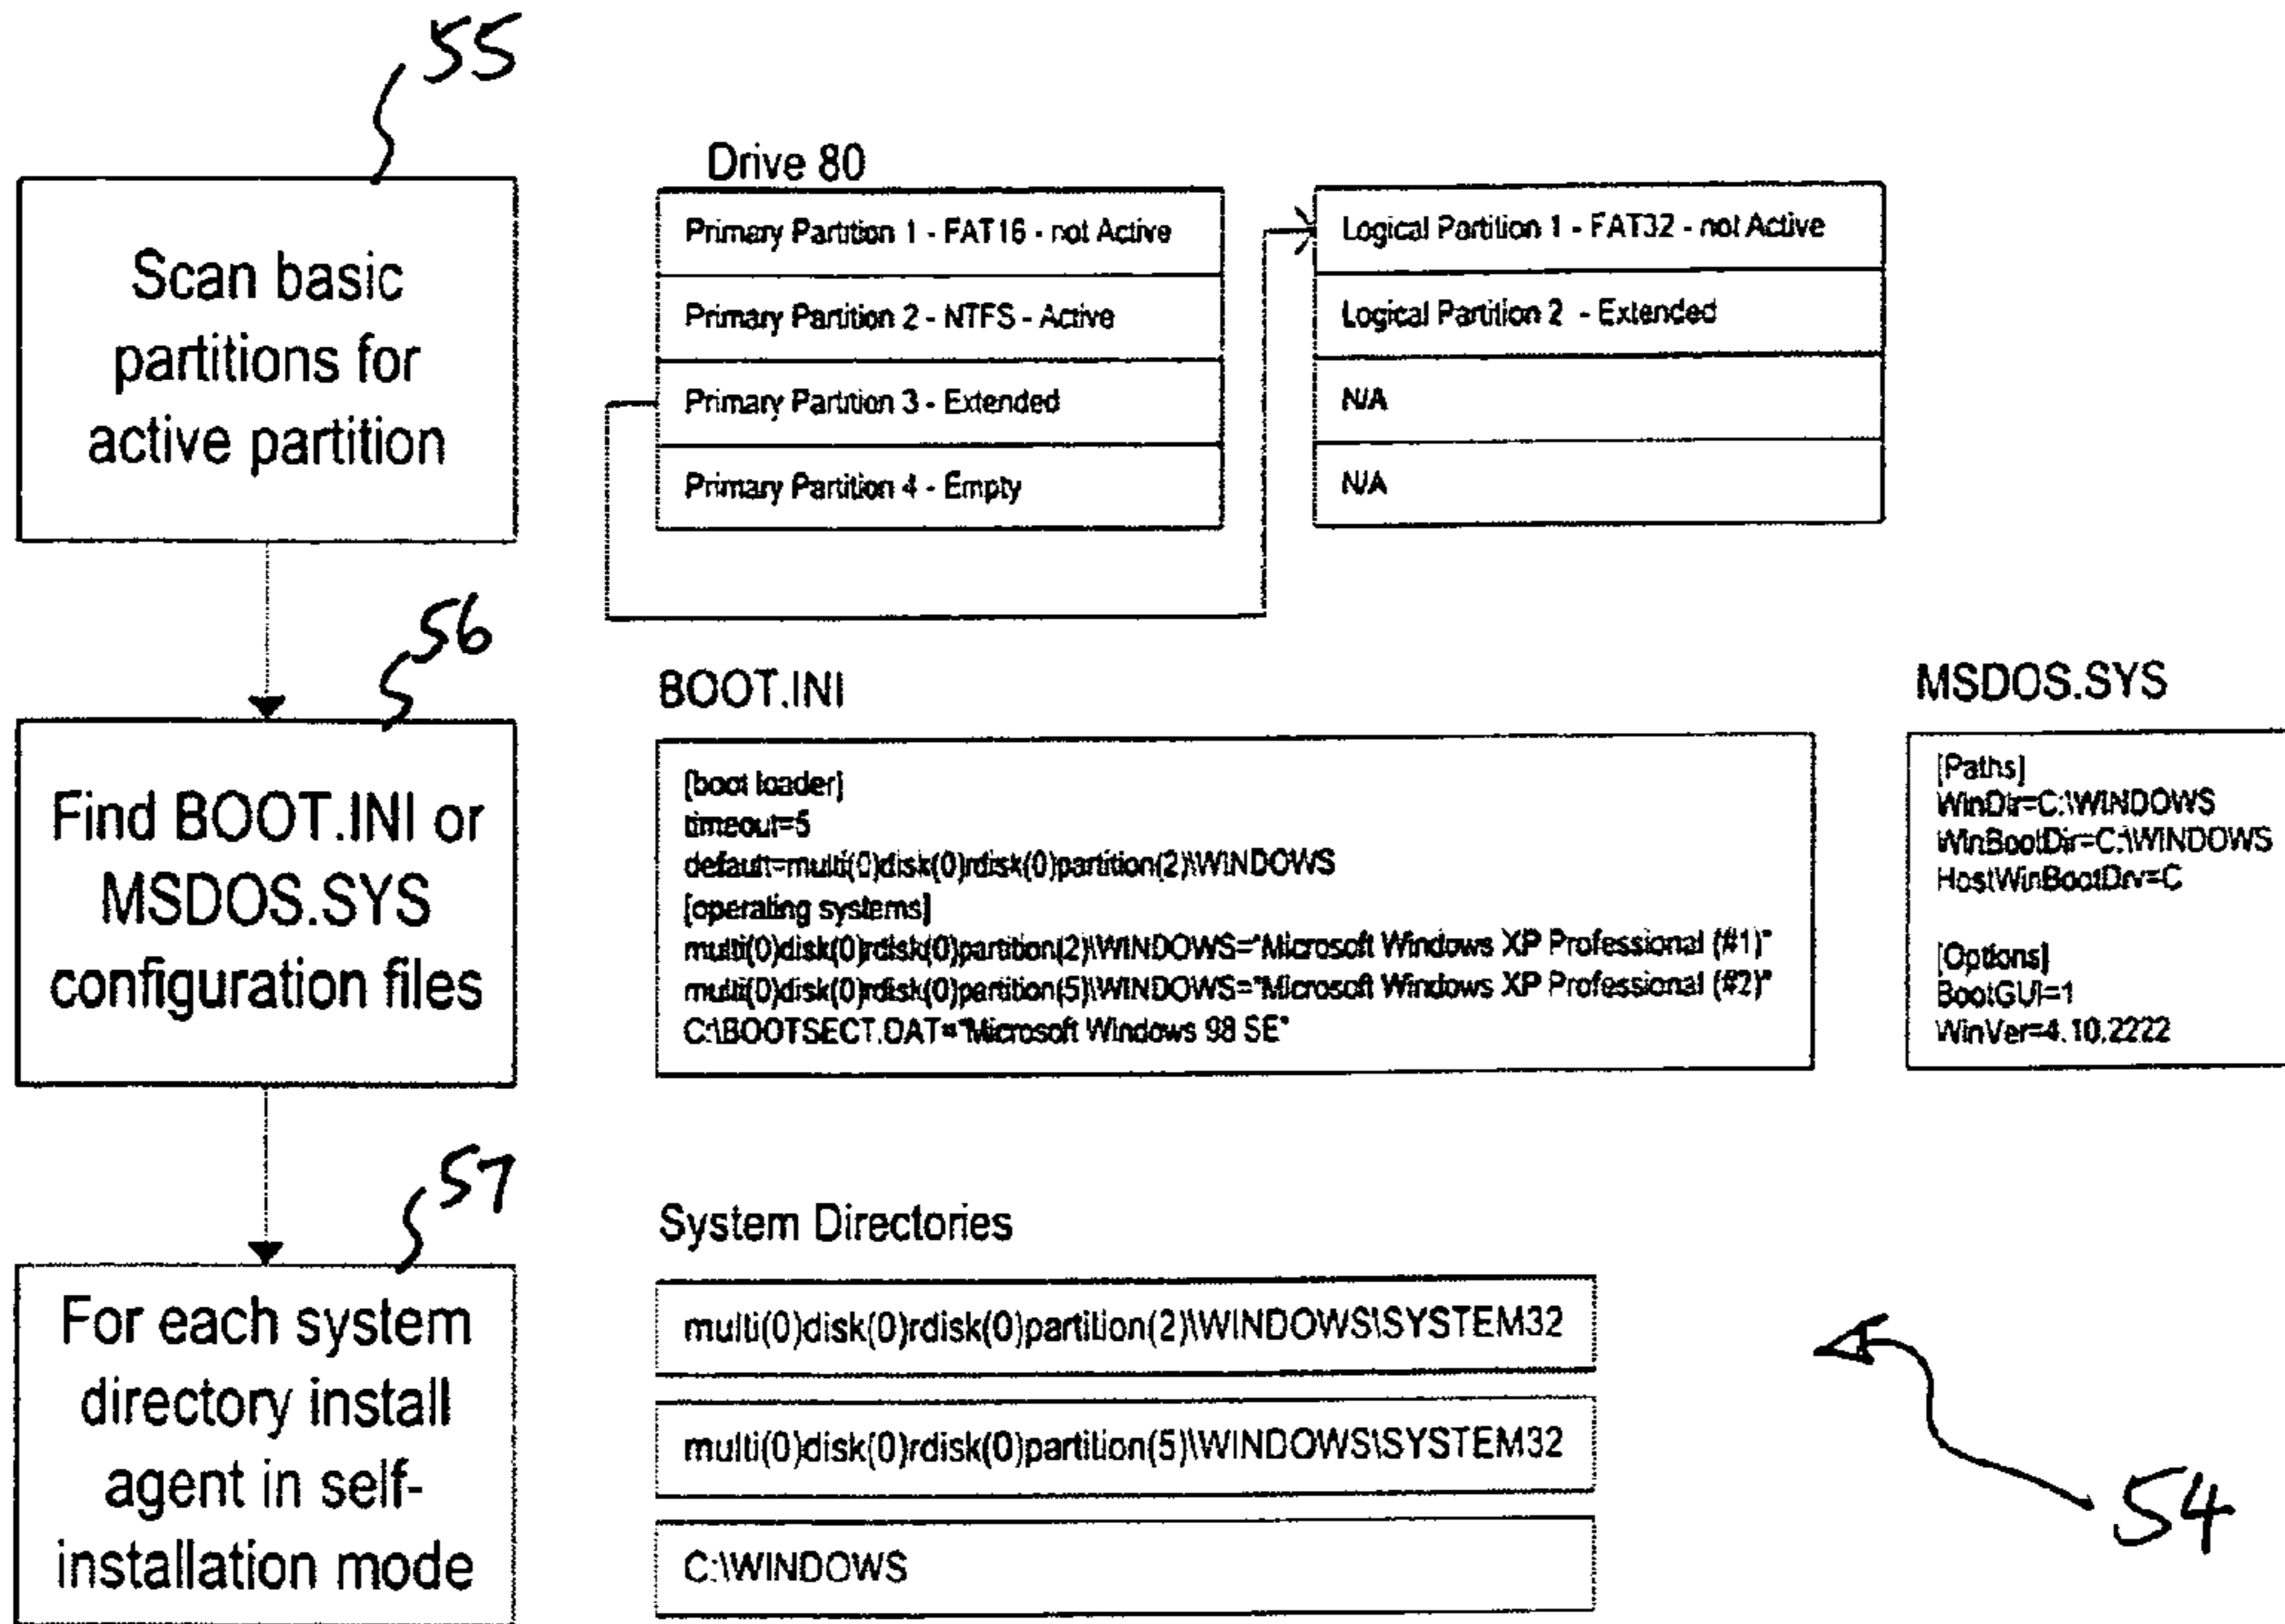 55
Scan basic
partitions for
active partition
Drive 80
Primary Partition 1 - FAT16 - not Active
Primary Partition 2 - NTFS - Active
Primary Partition 3 - Extended
Primary Partition 4 - Empty
Logical Partition 1 - FAT32 - not Active
Logical Partition 2 - Extended
N/A
N/A
56
Find BOOT.INI or
MSDOS.SYS
configuration files
BOOT.INI
[boot loader]
timeout=5
default=multi(0)disk(0)rdisk(0)partition(2)\WINDOWS
[operating systems]
multi(0)disk(0)rdisk(0)partition(2)\WINDOWS="Microsoft Windows XP Professional (#1)"
multi(0)disk(0)rdisk(0)partition(5)\WINDOWS="Microsoft Windows XP Professional (#2)"
C:\BOOTSECT.DAT="Microsoft Windows 98 SE"
MSDOS.SYS
[Paths]
WinDir=C:\WINDOWS
WinBootDir=C:\WINDOWS
HostWinBootDrv=C
[Options]
BootGUI=1
WinVer=4.10.2222
57
For each system
directory install
agent in self-
installation mode
System Directories
multi(0)disk(0)rdisk(0)partition(2)\WINDOWS\SYSTEM32
multi(0)disk(0)rdisk(0)partition(5)\WINDOWS\SYSTEM32
C:\WINDOWS
54